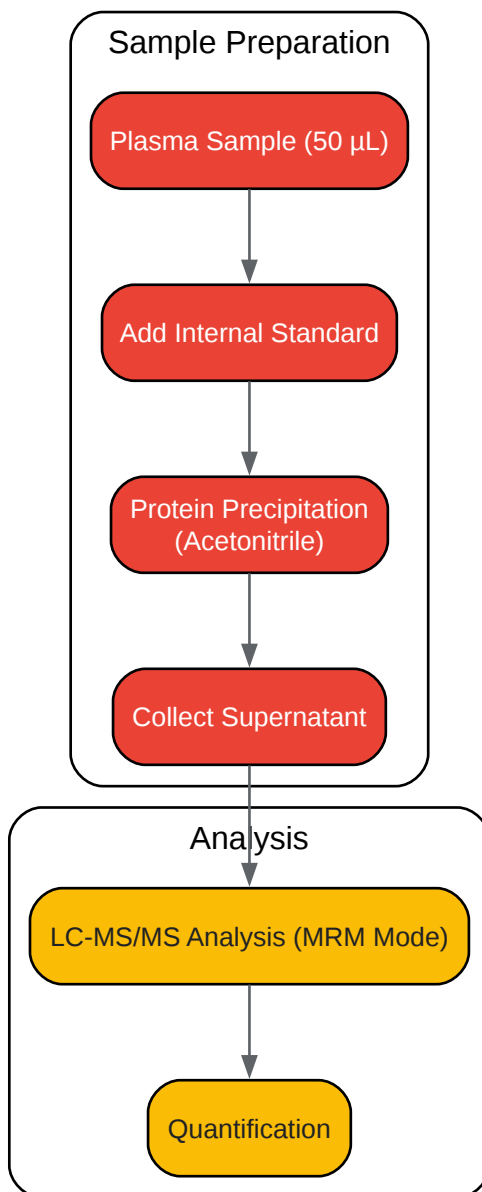 Sample Preparation
Plasma Sample (50 µL)
Add Internal Standard
Protein Precipitation
(Acetonitrile)
Collect Supernatant
Analysis
LC-MS/MS Analysis (MRM Mode)
Quantification